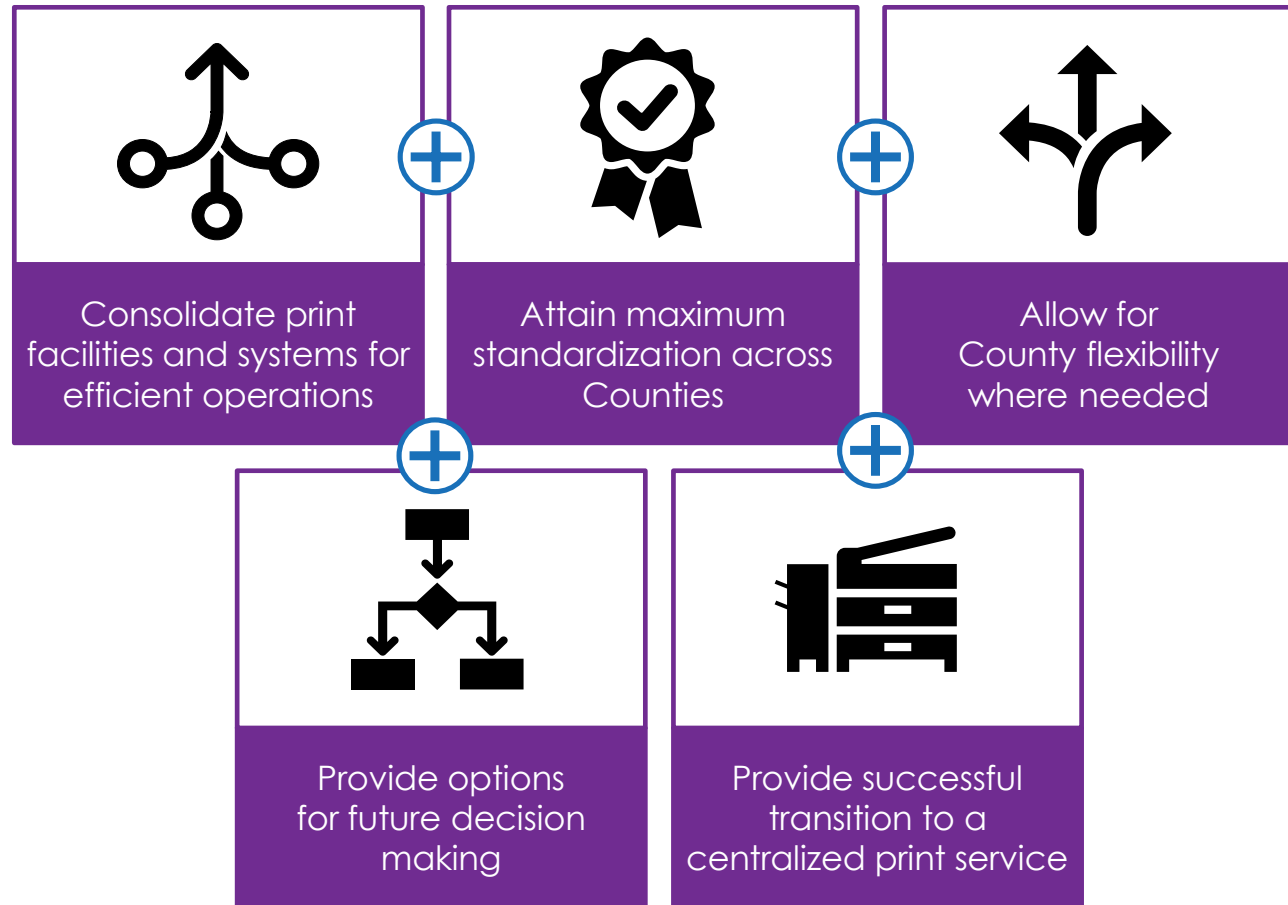 Consolidate print
facilities and systems for
efficient operations
Attain maximum
standardization across
Counties
Allow for
County flexibility
where needed
Provide options
for future decision
making
Provide successful
transition to a
centralized print service